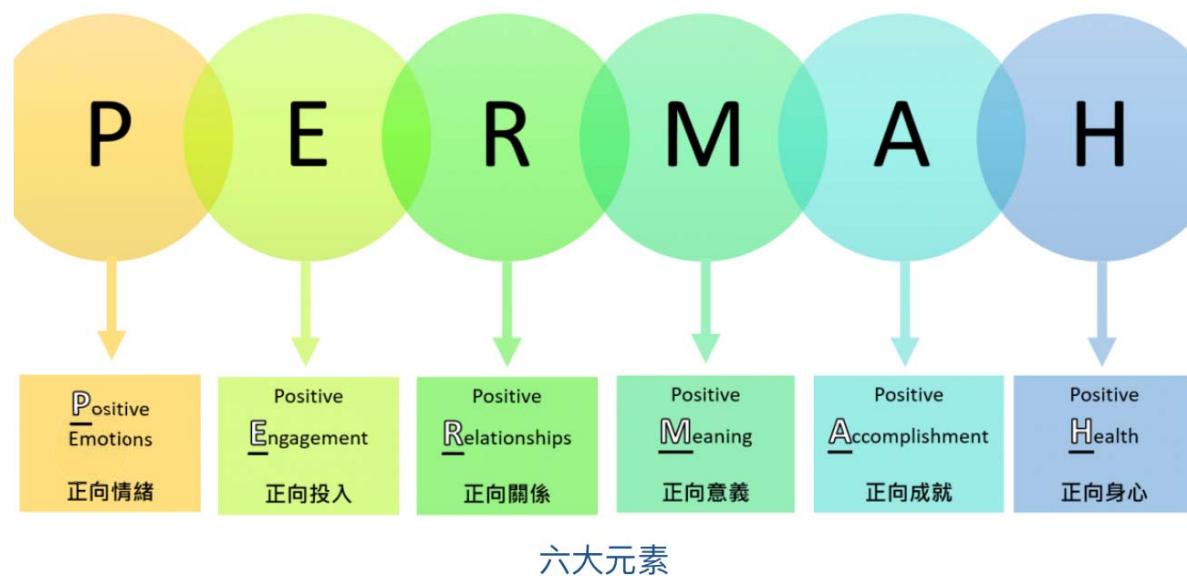 P
E
R
M
A
H
Positive
Emotions
正向情緒
Positive
Engagement
正向投入
Positive
Relationships
正向關係
Positive
Meaning
正向意義
Positive
Accomplishment
正向成就
Positive
Health
正向身心
六大元素